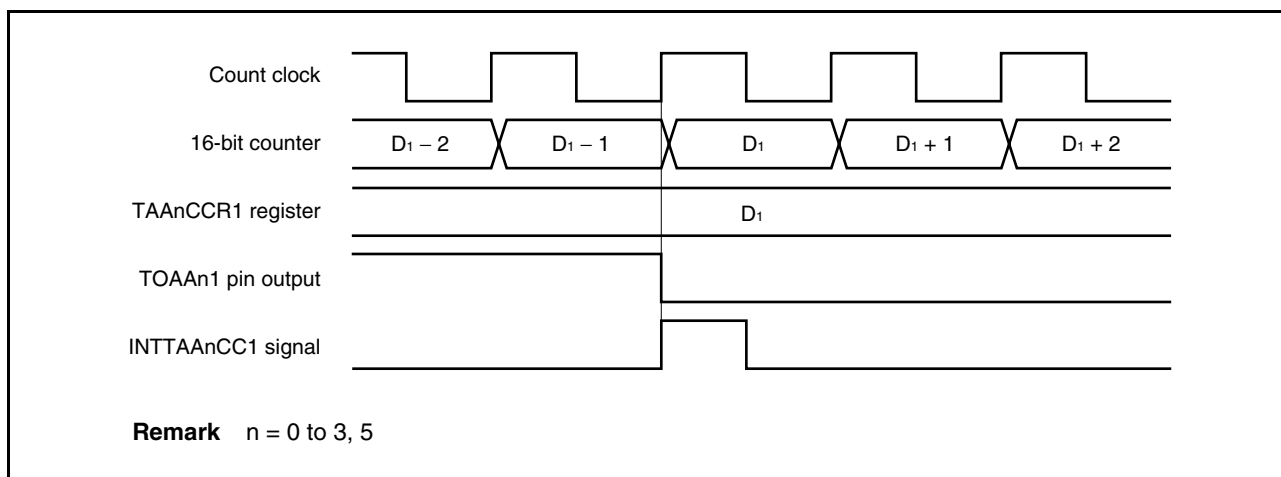 Count clock
16-bit counter
D₁ – 2 D₁ – 1 D₁ D₁ + 1 D₁ + 2
TAAnCCR1 register
D₁
TOAAn1 pin output
INTTAAnCC1 signal
Remark n = 0 to 3, 5